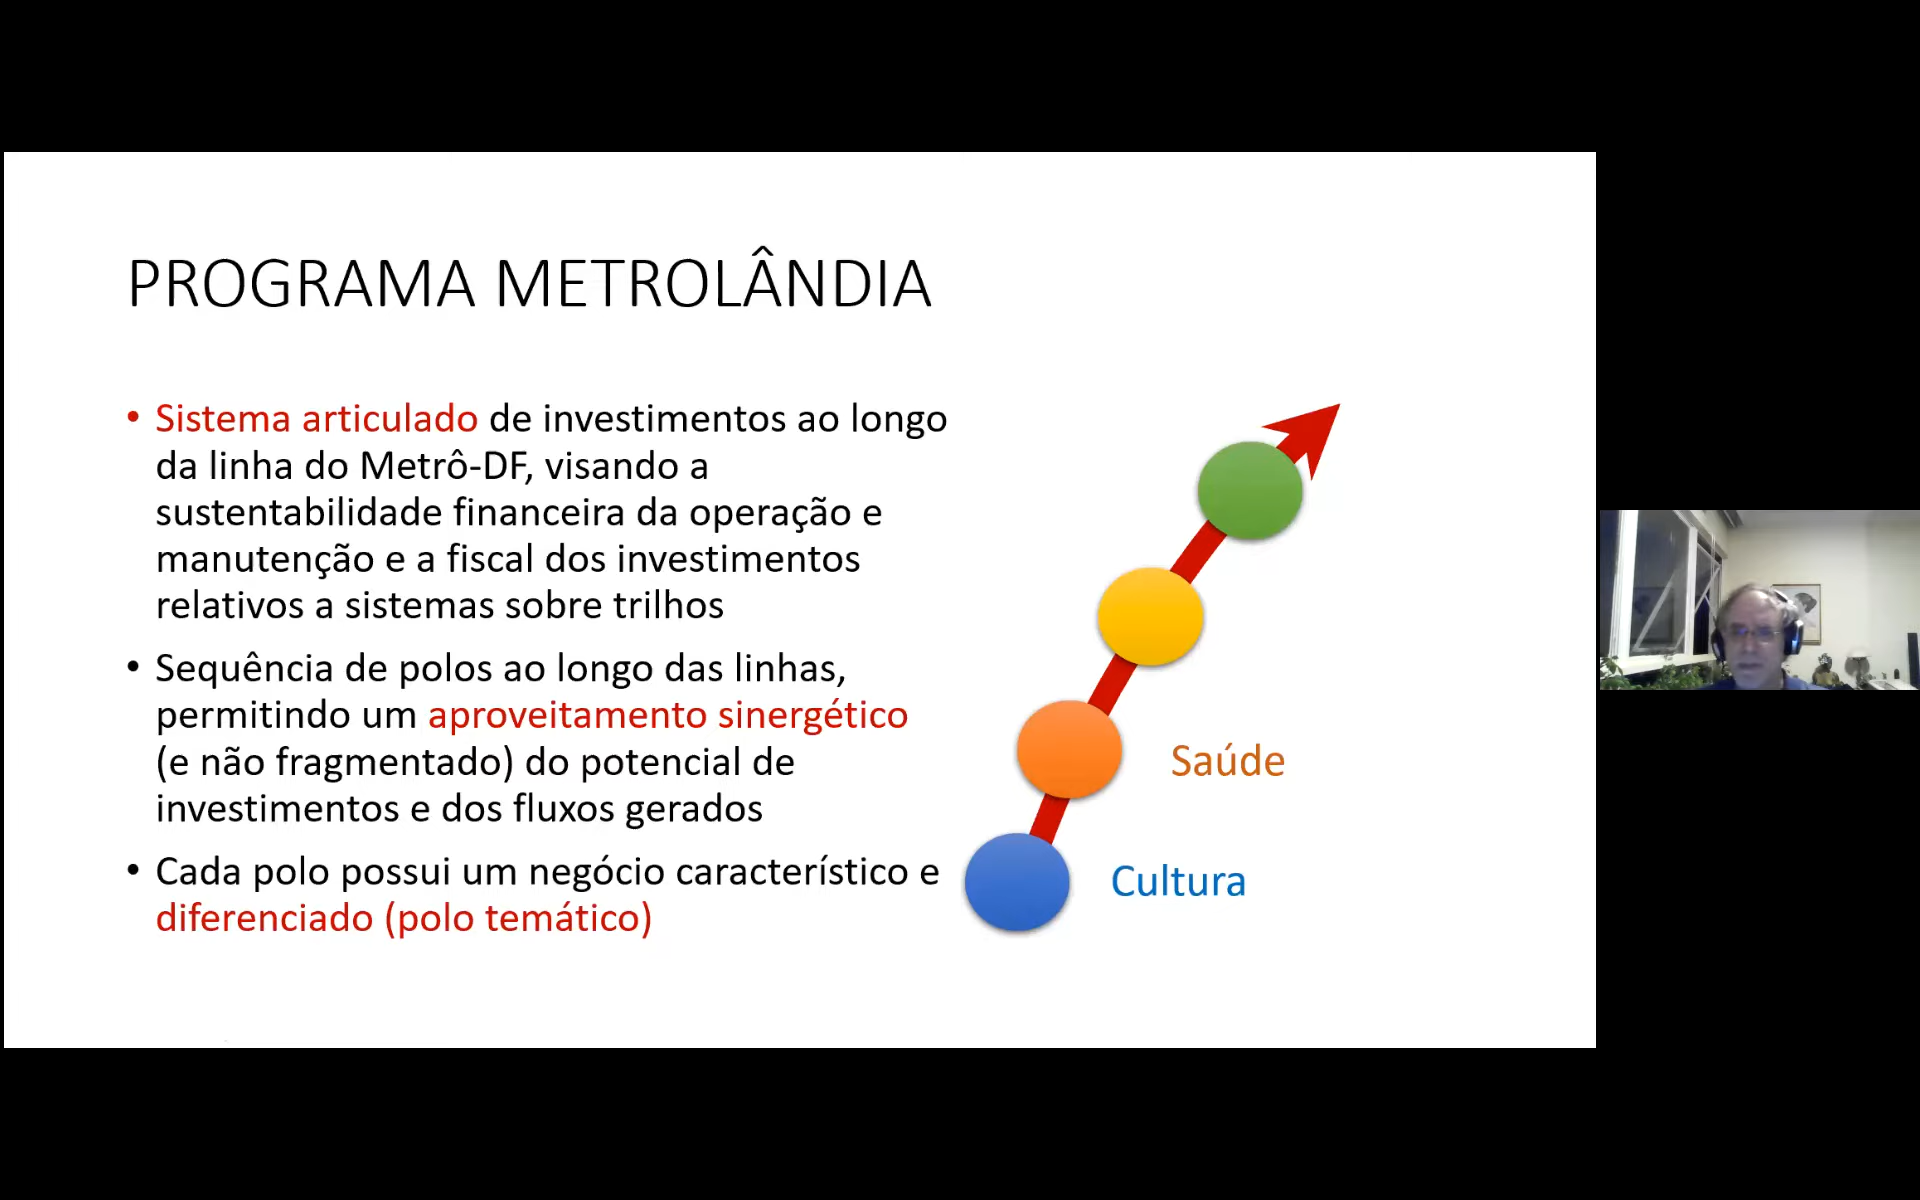 PROGRAMA METROLÂNDIA
• Sistema articulado de investimentos ao longo
da linha do Metrô-DF, visando a
sustentabilidade financeira da operação e
manutenção e a fiscal dos investimentos
relativos a sistemas sobre trilhos
• Sequência de polos ao longo das linhas,
permitindo um aproveitamento sinergético
(e não fragmentado) do potencial de
investimentos e dos fluxos gerados
• Cada polo possui um negócio característico e
diferenciado (polo temático)
Saúde
Cultura